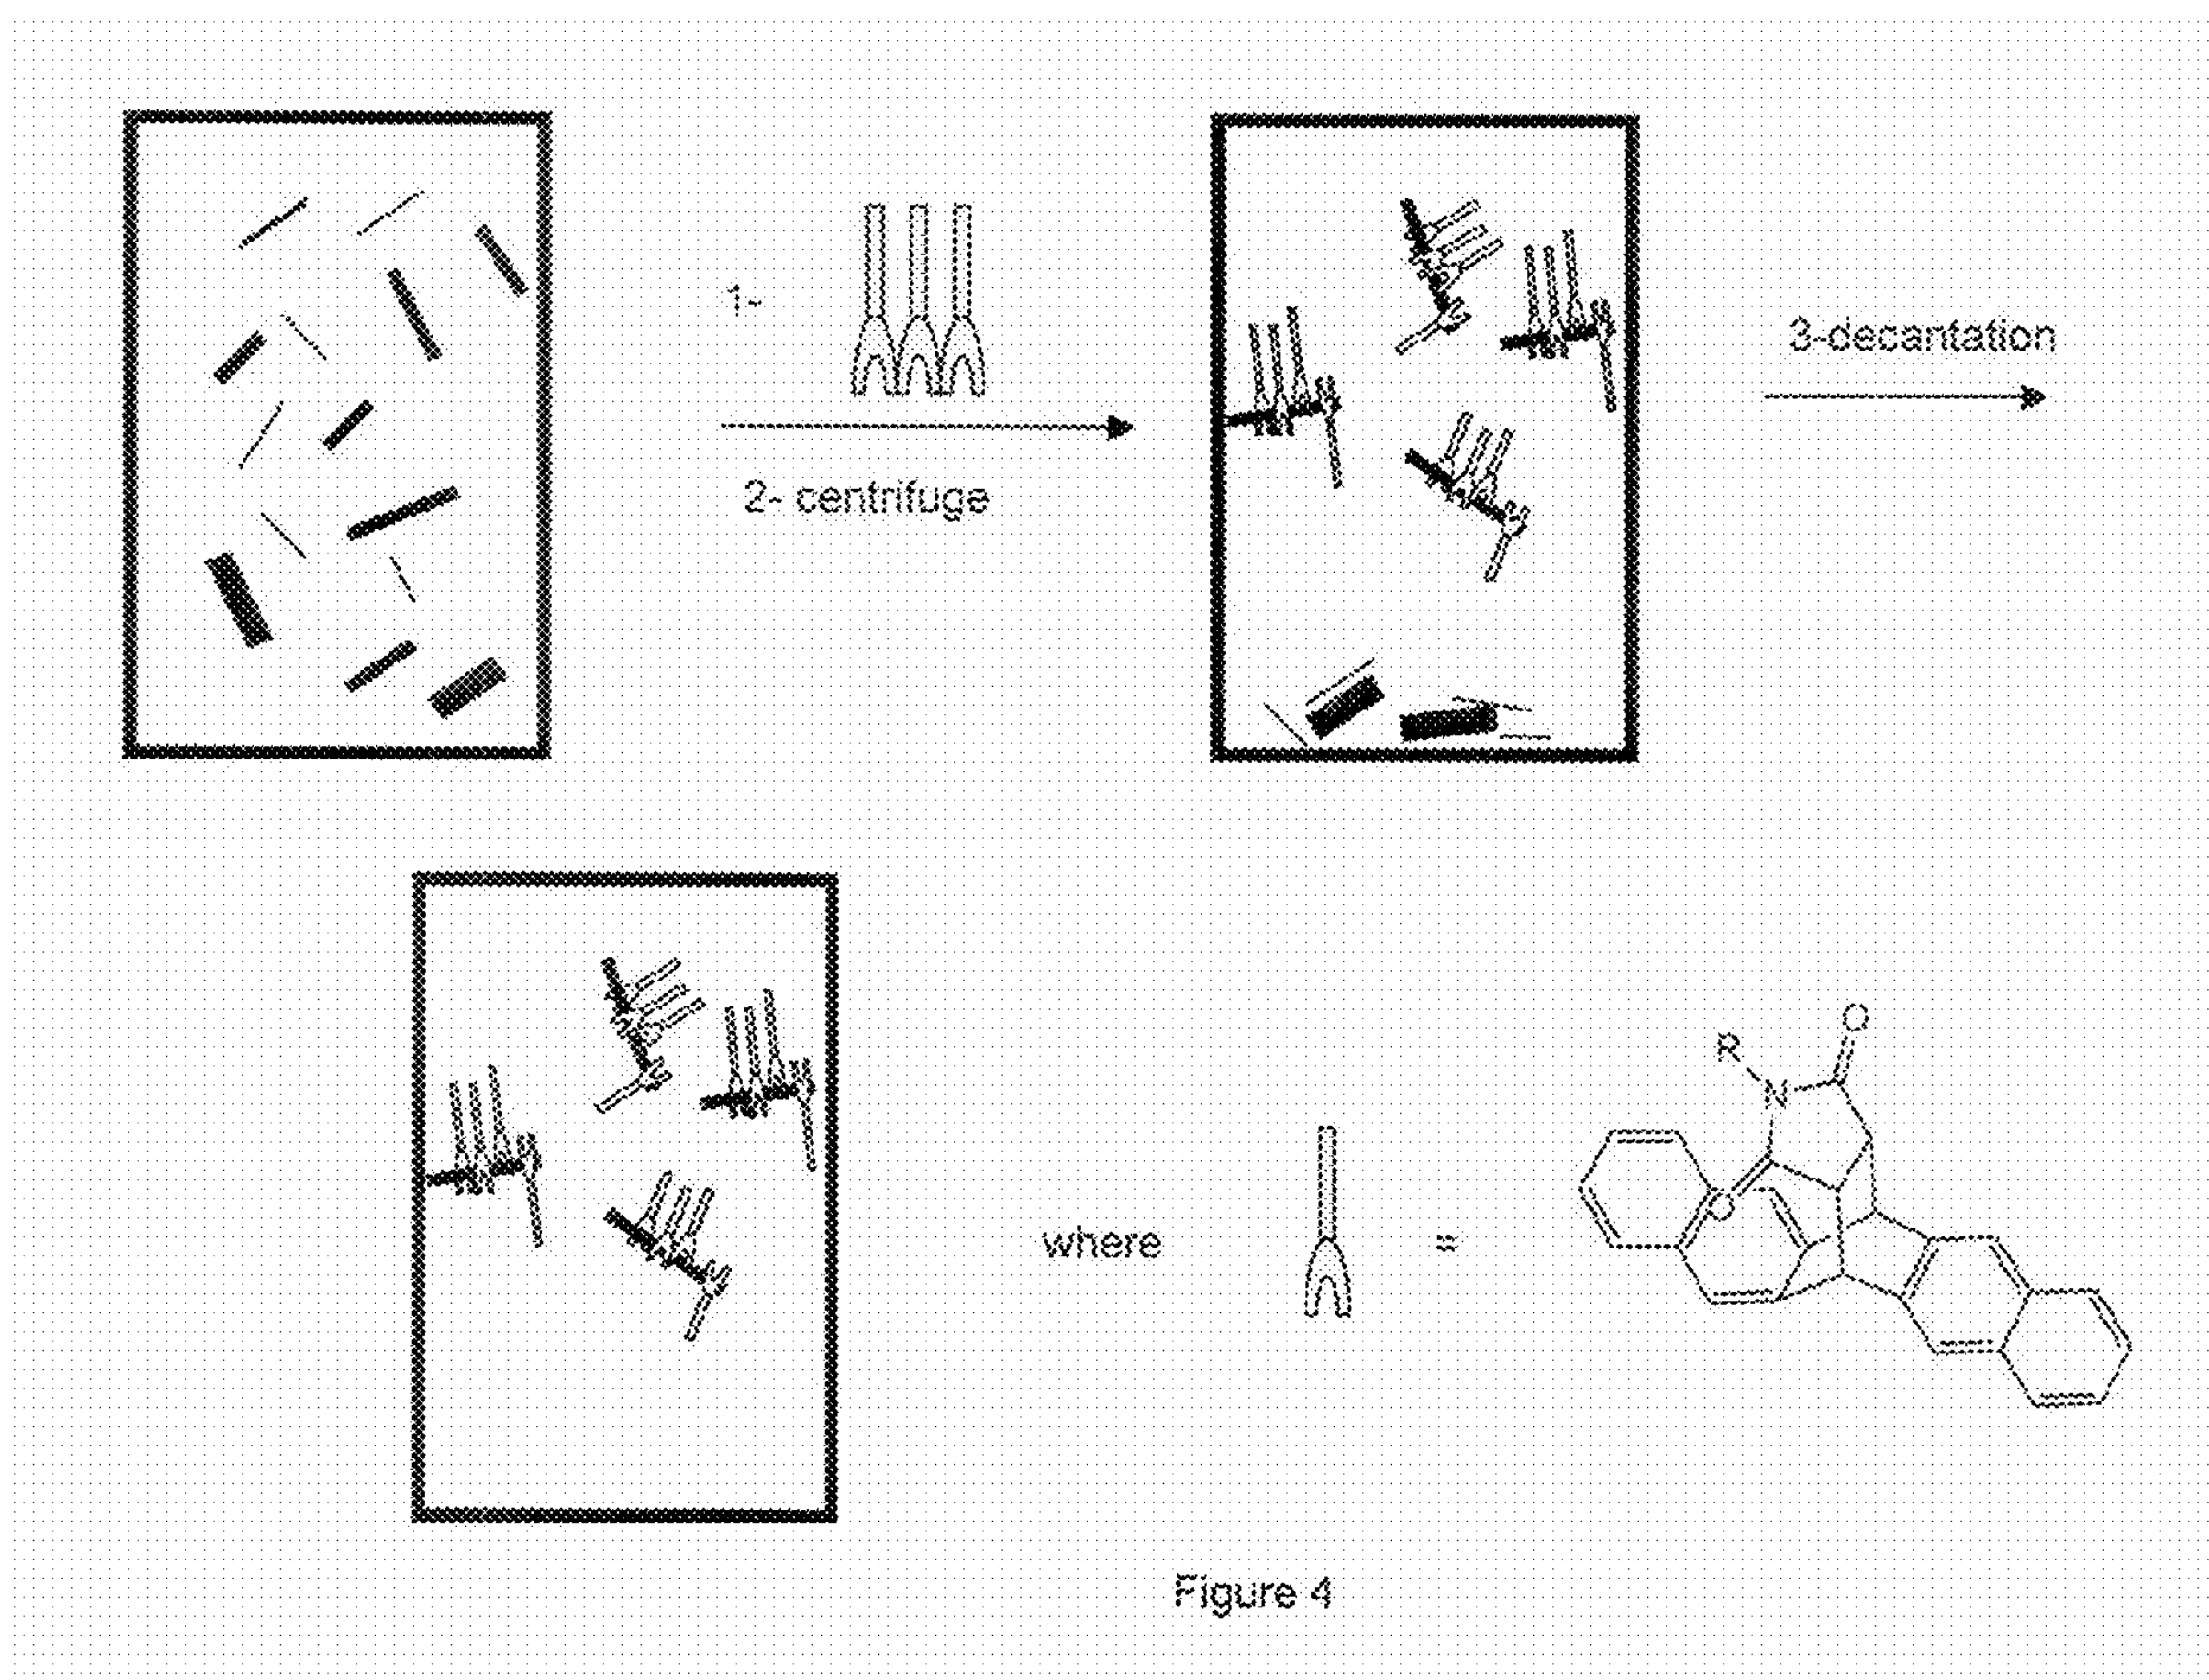 1-
2- centrifuge
3-decantation
where
=
R
N
O
O
Figure 4